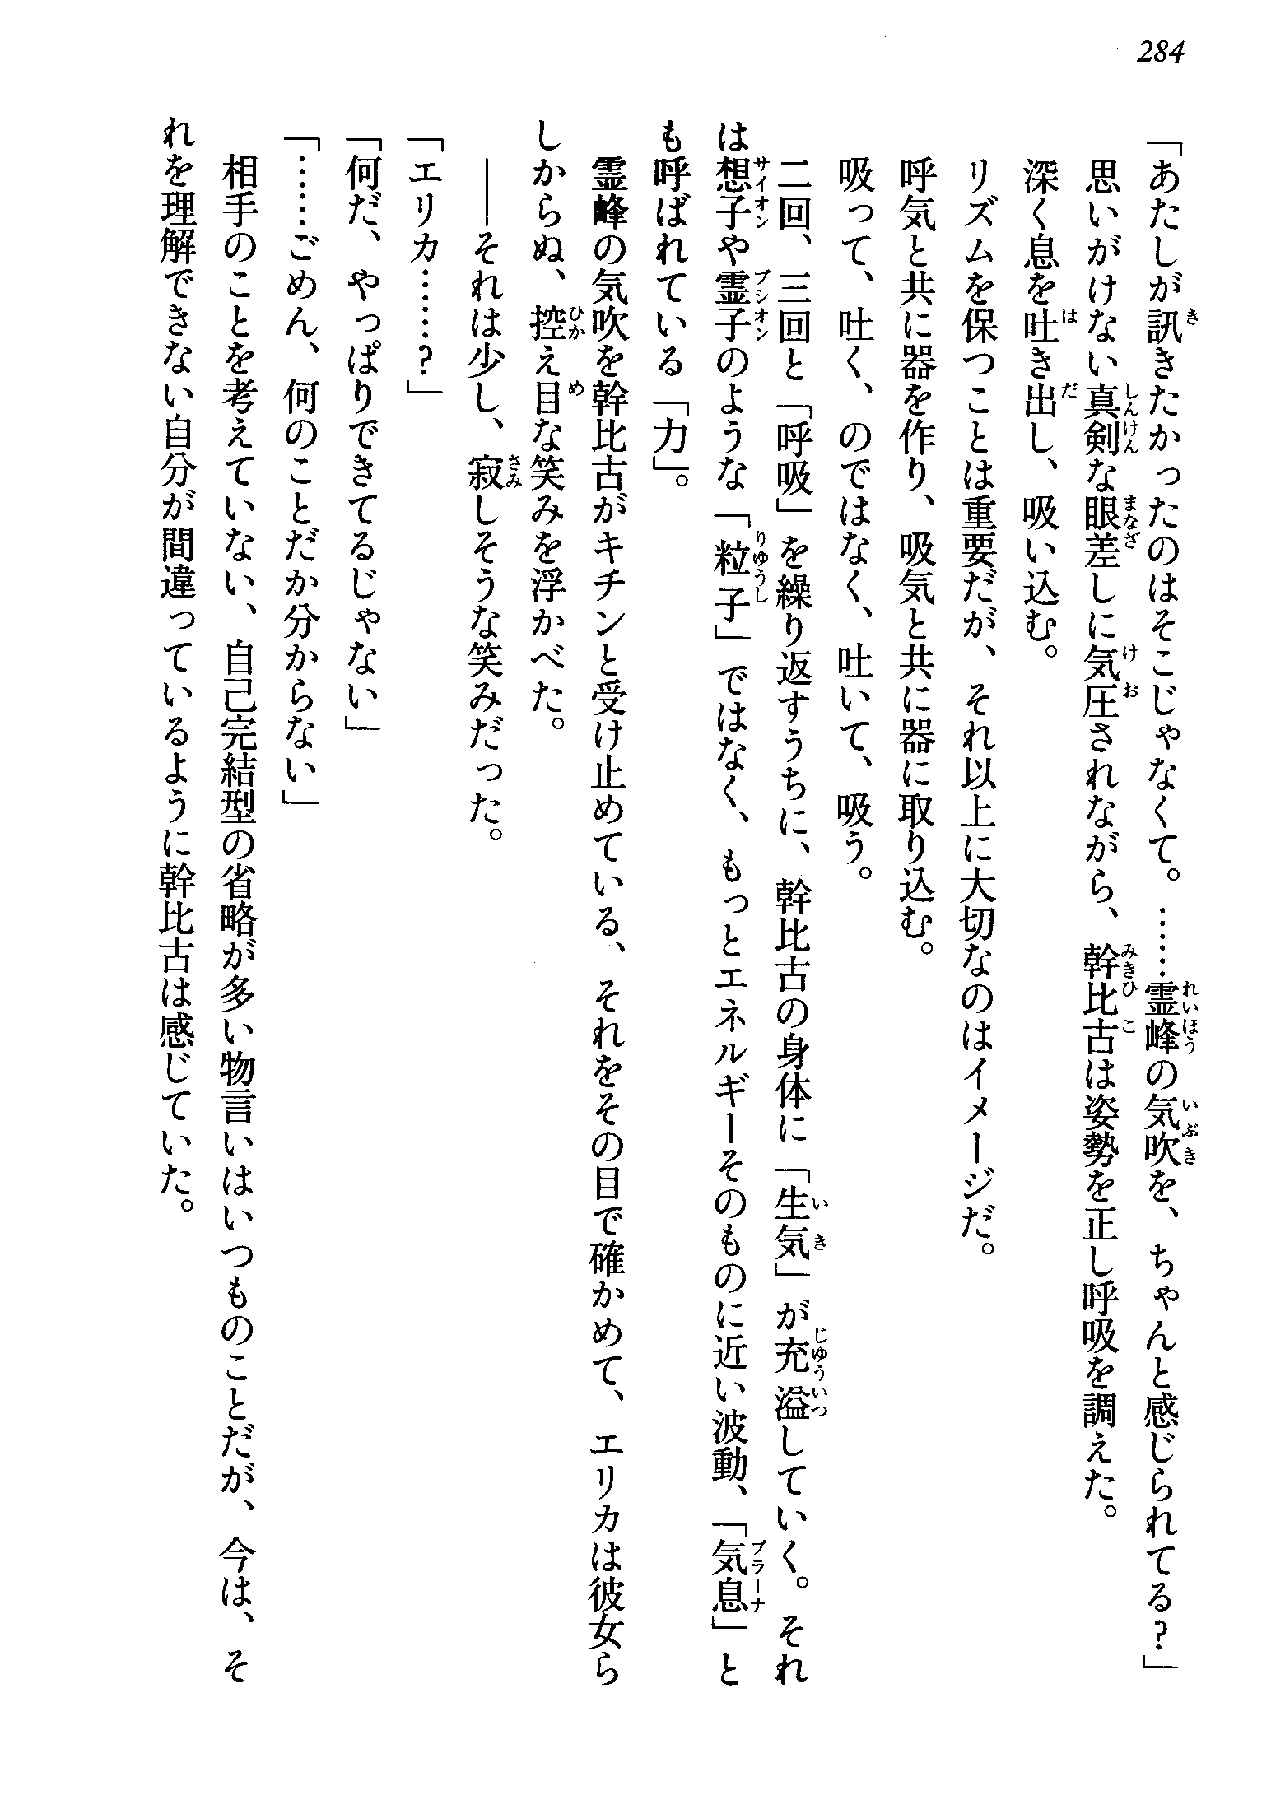 284
「あたしが訊きたかったのはそこじゃなくて。……霊峰の気吹を、ちゃんと感じられてる？」
思いがけない真剣な眼差しに気圧されながら、幹比古は姿勢を正し呼吸を調えた。
深く息を吐き出し、吸い込む。
リズムを保つことは重要だが、それ以上に大切なのはイメージだ。
呼気と共に器を作り、吸気と共に器に取り込む。
吸って、吐く、のではなく、吐いて、吸う。
二回、三回と「呼吸」を繰り返すうちに、幹比古の身体に「生気」が充溢していく。それ
は想子や霊子のような「粒子」ではなく、もっとエネルギーそのものに近い波動、「気息」と
も呼ばれている「力」。
霊峰の気吹を幹比古がキチンと受け止めている、それをその目で確かめて、エリカは彼女ら
しからぬ、控え目な笑みを浮かべた。
――それは少し、寂しそうな笑みだった。
「エリカ……？」
「何だ、やっぱりできてるじゃない」
「……ごめん、何のことだか分からない」
相手のことを考えていない、自己完結型の省略が多い物言いはいつものことだが、今は、そ
れを理解できない自分が間違っているように幹比古は感じていた。